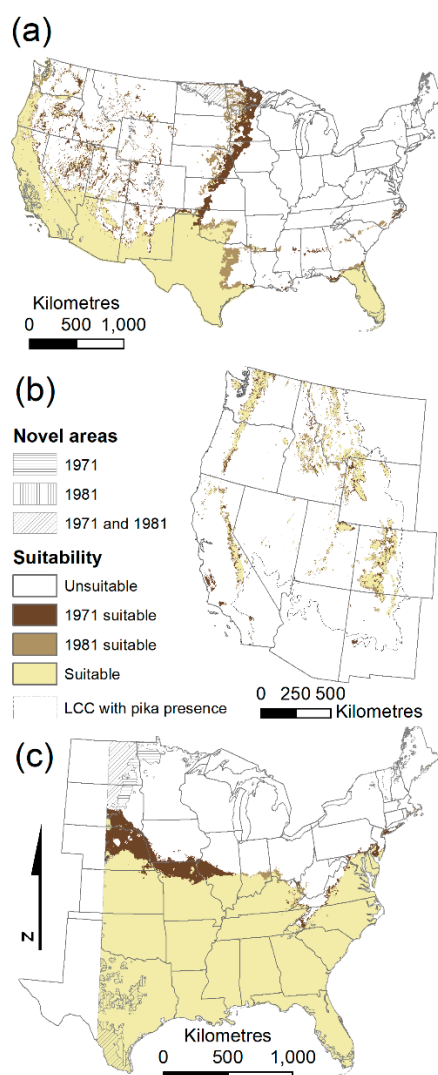 (a)
Kilometres
0 500 1,000
(b)
Novel areas
1971
1981
1971 and 1981
Suitability
Unsuitable
1971 suitable
1981 suitable
Suitable
LCC with pika presence
0 250 500
Kilometres
(c)
N
Kilometres
0 500 1,000